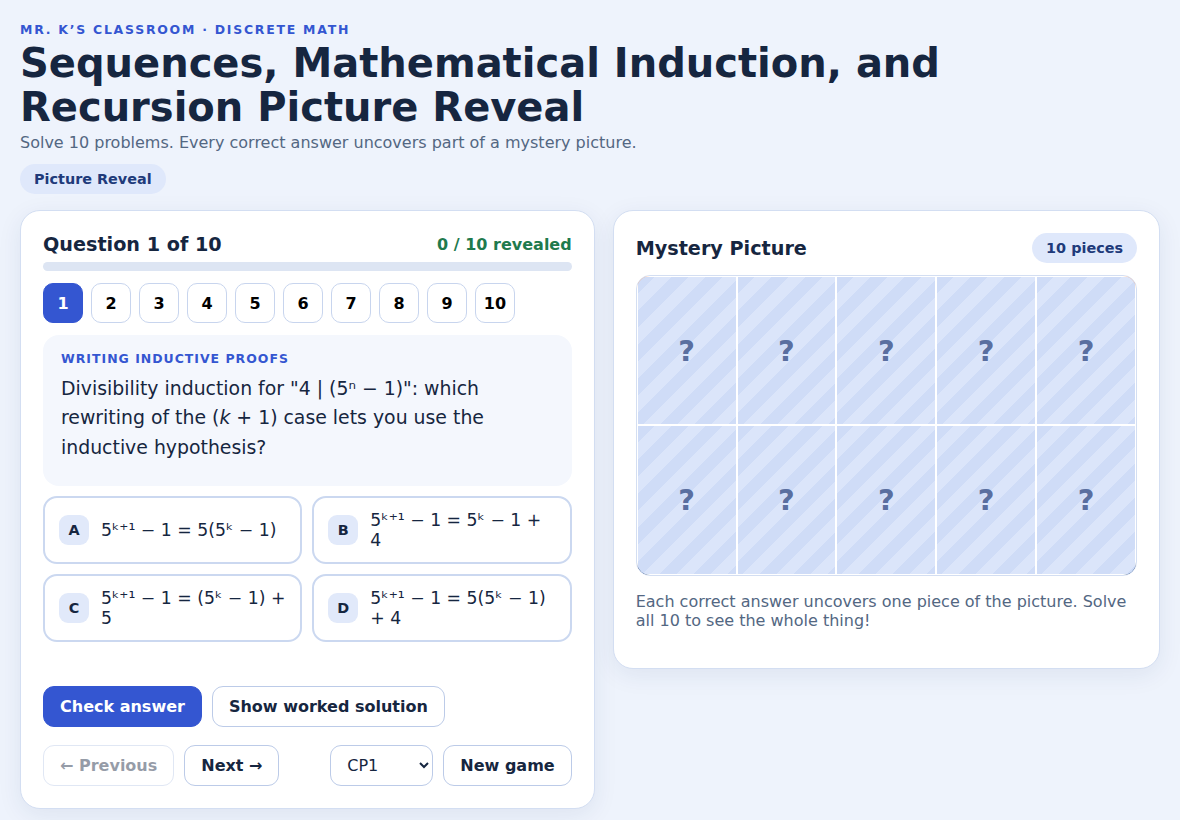 MR. K’S CLASSROOM · DISCRETE MATH
Sequences, Mathematical Induction, and
Recursion Picture Reveal
Solve 10 problems. Every correct answer uncovers part of a mystery picture.
Picture Reveal
Question 1 of 10
0 / 10 revealed
1 2 3 4 5 6 7 8 9 10
WRITING INDUCTIVE PROOFS
Divisibility induction for "4 | (5ⁿ − 1)": which
rewriting of the (k + 1) case lets you use the
inductive hypothesis?
A 5ᵏ⁺¹ − 1 = 5(5ᵏ − 1)
B 5ᵏ⁺¹ − 1 = 5ᵏ − 1 +
4
C 5ᵏ⁺¹ − 1 = (5ᵏ − 1) +
5
D 5ᵏ⁺¹ − 1 = 5(5ᵏ − 1)
+ 4
Check answer
Show worked solution
← Previous
Next →
CP1
New game
Mystery Picture
10 pieces
? ? ? ? ?
? ? ? ? ?
Each correct answer uncovers one piece of the picture. Solve
all 10 to see the whole thing!